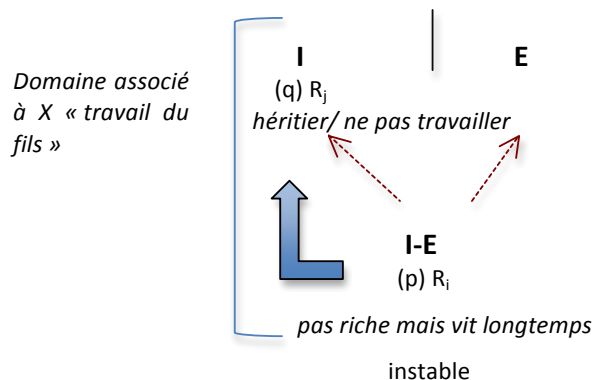 Domaine associé
à X « travail du
fils »
I
E
(q) Rj
héritier/ ne pas travailler
I-E
(p) Ri
pas riche mais vit longtemps
instable